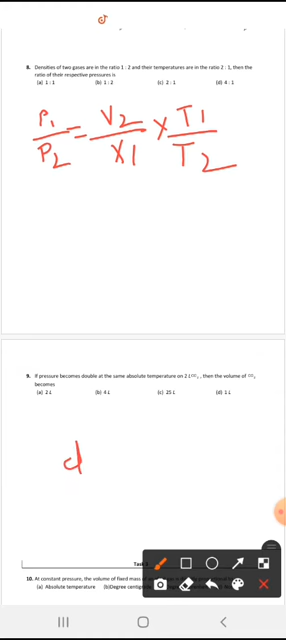 8. Densities of two gases are in the ratio 1 : 2 and their temperatures are in the ratio 2 : 1, then the
ratio of their respective pressures is
(a) 1 : 1 (b) 1 : 2 (c) 2 : 1 (d) 4 : 1
P1/P2 = V2/X1 × T1/T2
9. If pressure becomes double at the same absolute temperature on 2 L CO2, then the volume of CO2
becomes
(a) 2 L (b) 4 L (c) 25 L (d) 1 L
d
Task
10. At constant pressure, the volume of fixed mass of
(a) Absolute temperature (b)Degree centig